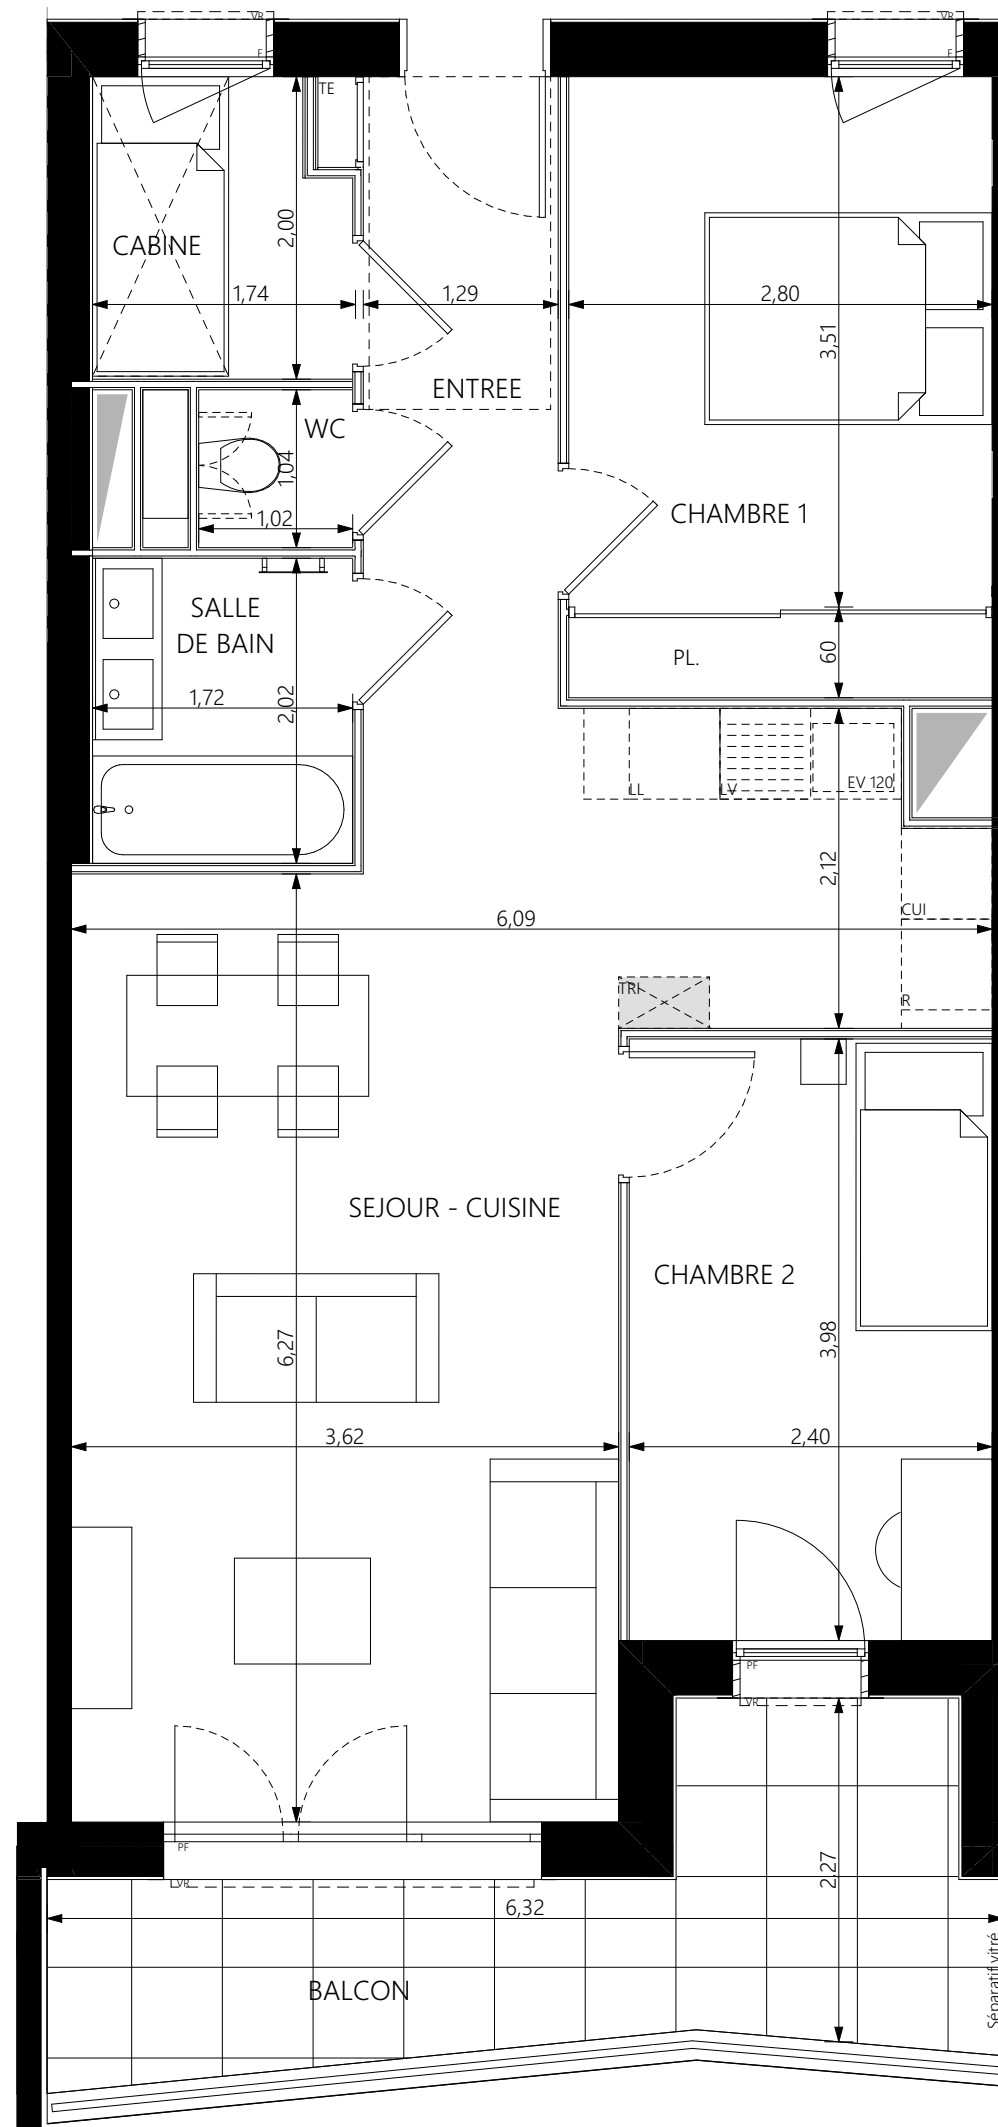 VR
VR
F
F
TE
CABINE
2,00
1,74
1,29
2,80
3,51
ENTREE
WC
1,04
1,02
CHAMBRE 1
SALLE
DE BAIN
PL.
60
1,72
2,02
LL
LV
EV 120
2,12
CUI
6,09
TRI
R
SEJOUR - CUISINE
CHAMBRE 2
6,27
3,98
3,62
2,40
PF
VR
PF
VR
2,27
6,32
Séparatif vitré
BALCON